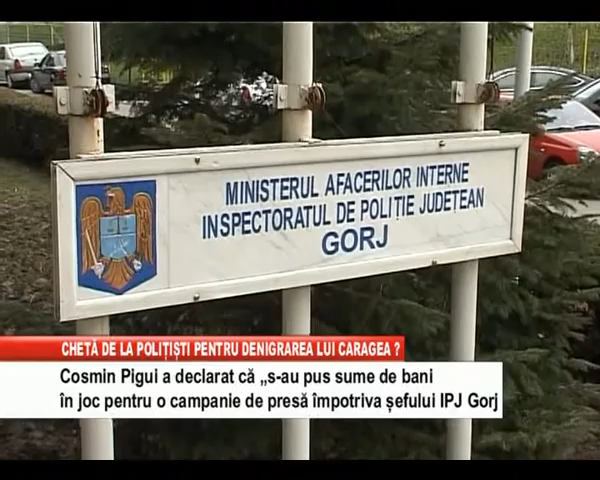 MINISTERUL AFACERILOR INTERNE
INSPECTORATUL DE POLIȚIE JUDEȚEAN
GORJ
CHETĂ DE LA POLIȚIȘTI PENTRU DENIGRAREA LUI CARAGEA ?
Cosmin Pigui a declarat că „s-au pus sume de bani
în joc pentru o campanie de presă împotriva șefului IPJ Gorj